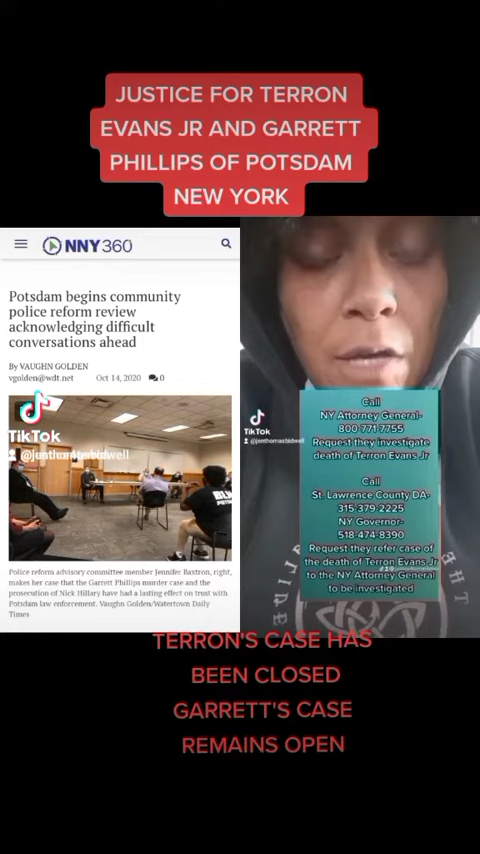 JUSTICE FOR TERRON
EVANS JR AND GARRETT
PHILLIPS OF POTSDAM
NEW YORK
NNY360
Potsdam begins community
police reform review
acknowledging difficult
conversations ahead
By VAUGHN GOLDEN
vgolden@wdt.net Oct 14, 2020 0
TikTok
@jenthomasbidwell
BLM
Police reform advisory committee member Jennifer Baxtron, right,
makes her case that the Garrett Phillips murder case and the
prosecution of Nick Hillary have had a lasting effect on trust with
Potsdam law enforcement. Vaughn Golden/Watertown Daily
Times
TikTok
@jenthomasbidwell
Call
NY Attorney General-
800-771-7755
Request they investigate
death of Terron Evans Jr
Call
St. Lawrence County DA-
315-379-2225
NY Governor-
518-474-8390
Request they refer case of
the death of Terron Evans Jr
to the NY Attorney General
to be investigated
TERRON'S CASE HAS
BEEN CLOSED
GARRETT'S CASE
REMAINS OPEN